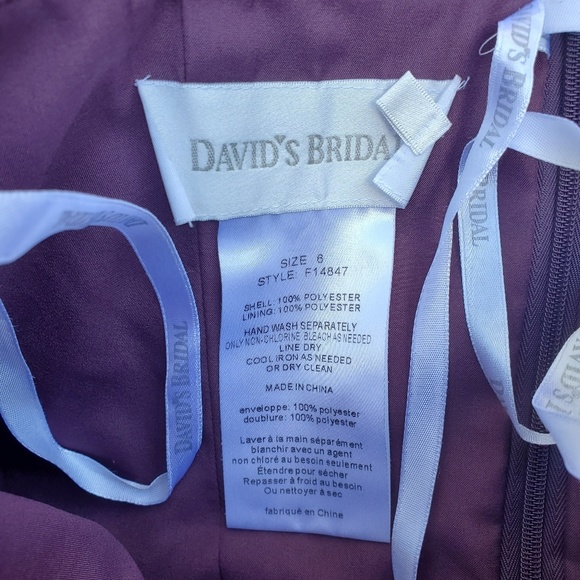 DAVID'S BRIDAL
SIZE 6
STYLE: F14847
SHELL: 100% POLYESTER
LINING: 100% POLYESTER
HAND WASH SEPARATELY
ONLY NON-CHLORINE BLEACH AS NEEDED
LINE DRY
COOL IRON AS NEEDED
OR DRY CLEAN
MADE IN CHINA
enveloppe: 100% polyester
doublure: 100% polyester
Laver à la main séparément
blanchir avec un agent
non chloré au besoin seulement
Étendre pour sécher
Repasser à froid au besoin
Ou nettoyer à sec
fabriqué en Chine
DAVID'S BRIDAL
DAVID'S BRIDAL
BRIDAL